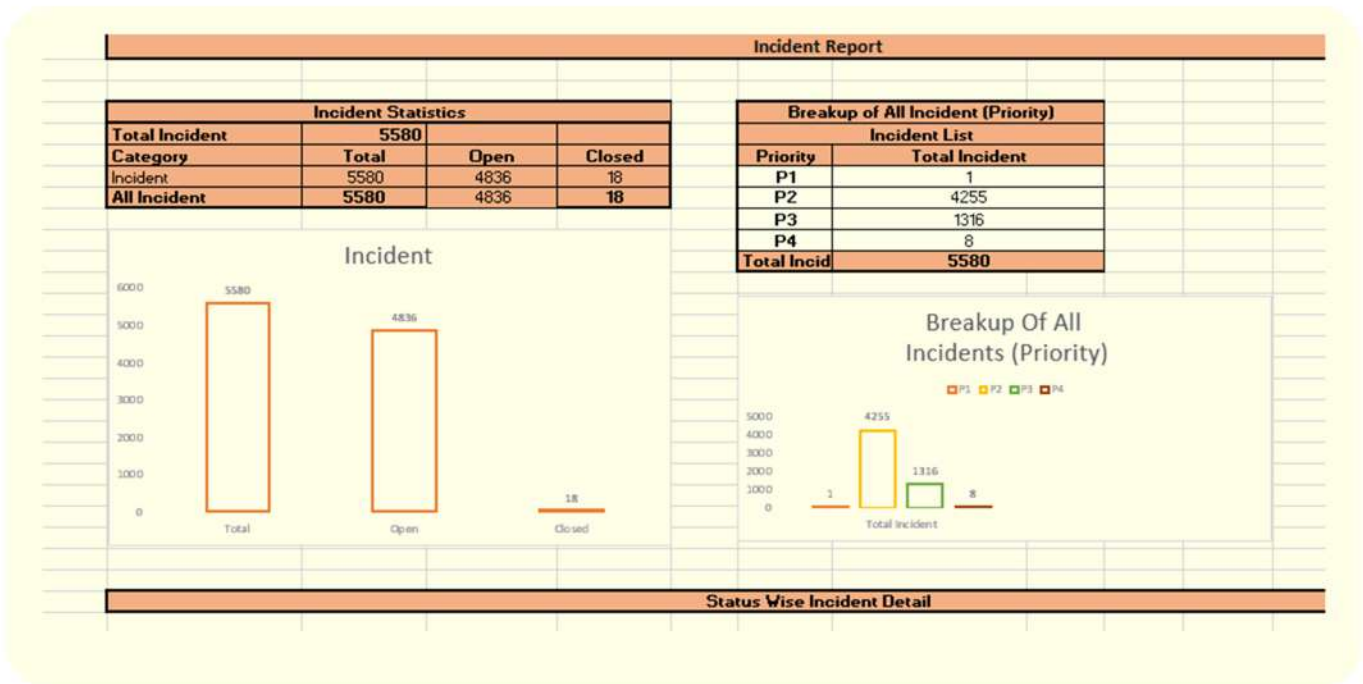 Incident Report
Incident Statistics
Total Incident 5580
Category Total Open Closed
Incident 5580 4836 18
All Incident 5580 4836 18
Breakup of All Incident (Priority)
Incident List
Priority Total Incident
P1 1
P2 4255
P3 1316
P4 8
Total Incid 5580
Incident
6000
5000
4000
3000
2000
1000
0
5580
4836
18
Total Open Closed
Breakup Of All
Incidents (Priority)
P1 P2 P3 P4
5000
4000
3000
2000
1000
0
1
4255
1316
8
Total Incident
Status Wise Incident Detail